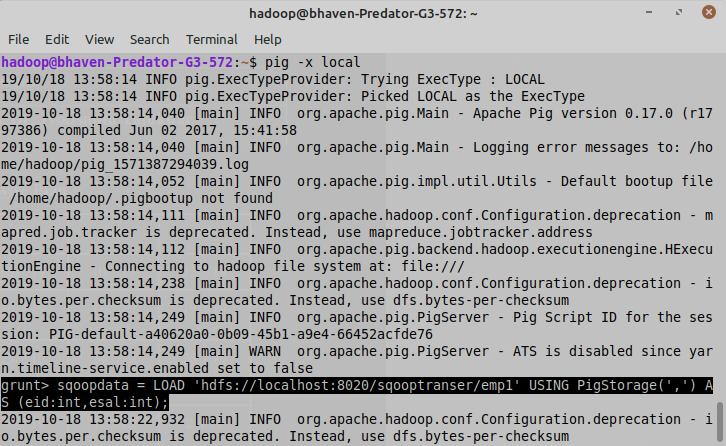 hadoop@bhaven-Predator-G3-572: ~
File Edit View Search Terminal Help
hadoop@bhaven-Predator-G3-572:~$ pig -x local
19/10/18 13:58:14 INFO pig.ExecTypeProvider: Trying ExecType : LOCAL
19/10/18 13:58:14 INFO pig.ExecTypeProvider: Picked LOCAL as the ExecType
2019-10-18 13:58:14,040 [main] INFO  org.apache.pig.Main - Apache Pig version 0.17.0 (r17
97386) compiled Jun 02 2017, 15:41:58
2019-10-18 13:58:14,040 [main] INFO  org.apache.pig.Main - Logging error messages to: /ho
me/hadoop/pig_1571387294039.log
2019-10-18 13:58:14,052 [main] INFO  org.apache.pig.impl.util.Utils - Default bootup file
 /home/hadoop/.pigbootup not found
2019-10-18 13:58:14,111 [main] INFO  org.apache.hadoop.conf.Configuration.deprecation - m
apred.job.tracker is deprecated. Instead, use mapreduce.jobtracker.address
2019-10-18 13:58:14,112 [main] INFO  org.apache.pig.backend.hadoop.executionengine.HExecu
tionEngine - Connecting to hadoop file system at: file:///
2019-10-18 13:58:14,238 [main] INFO  org.apache.hadoop.conf.Configuration.deprecation - i
o.bytes.per.checksum is deprecated. Instead, use dfs.bytes-per-checksum
2019-10-18 13:58:14,249 [main] INFO  org.apache.pig.PigServer - Pig Script ID for the ses
sion: PIG-default-a40620a0-0b09-45b1-a9e4-66452acfde76
2019-10-18 13:58:14,249 [main] WARN  org.apache.pig.PigServer - ATS is disabled since yar
n.timeline-service.enabled set to false
grunt> sqoopdata = LOAD 'hdfs://localhost:8020/sqooptranser/emp1' USING PigStorage(',') A
S (eid:int,esal:int);
2019-10-18 13:58:22,932 [main] INFO  org.apache.hadoop.conf.Configuration.deprecation - i
o.bytes.per.checksum is deprecated. Instead, use dfs.bytes-per-checksum